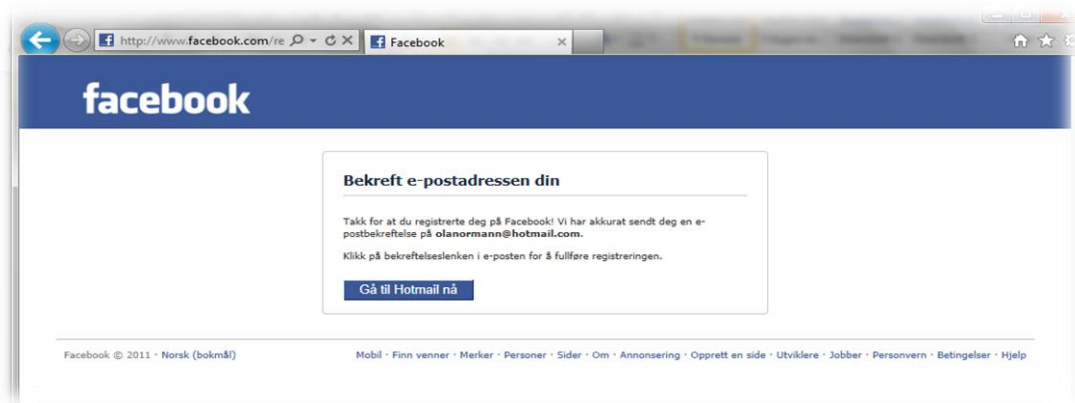 http://www.facebook.com/re
Facebook
facebook
Bekreft e-postadressen din
Takk for at du registrerte deg på Facebook! Vi har akkurat sendt deg en e-
postbekreftelse på olanormann@hotmail.com.
Klikk på bekreftelseslenken i e-posten for å fullføre registreringen.
Gå til Hotmail nå
Facebook © 2011 · Norsk (bokmål)
Mobil · Finn venner · Merker · Personer · Sider · Om · Annonsering · Opprett en side · Utviklere · Jobber · Personvern · Betingelser · Hjelp